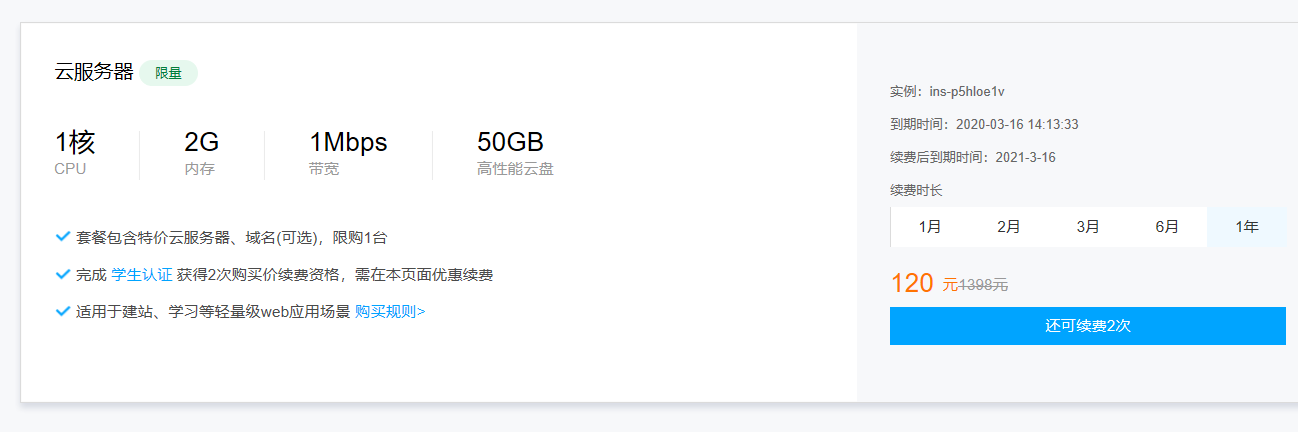 云服务器 限量
1核 2G 1Mbps 50GB
CPU 内存 带宽 高性能云盘
套餐包含特价云服务器、域名(可选)，限购1台
完成 学生认证 获得2次购买价续费资格，需在本页面优惠续费
适用于建站、学习等轻量级web应用场景 购买规则>
实例：ins-p5hloe1v
到期时间：2020-03-16 14:13:33
续费后到期时间：2021-3-16
续费时长
1月 2月 3月 6月 1年
120 元1398元
还可续费2次